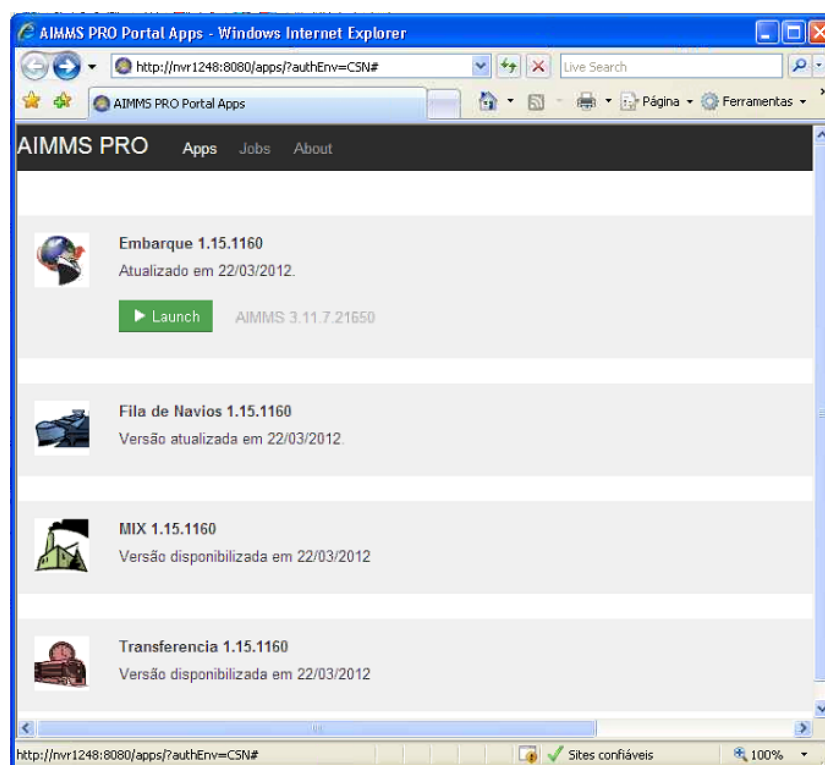 AIMMS PRO Portal Apps - Windows Internet Explorer
http://nvr1248:8080/apps/?authEnv=CSN#
Live Search
AIMMS PRO Portal Apps
Página
Ferramentas
AIMMS PRO Apps Jobs About
Embarque 1.15.1160
Atualizado em 22/03/2012.
Launch AIMMS 3.11.7.21650
Fila de Navios 1.15.1160
Versão atualizada em 22/03/2012.
MIX 1.15.1160
Versão disponibilizada em 22/03/2012
Transferencia 1.15.1160
Versão disponibilizada em 22/03/2012
http://nvr1248:8080/apps/?authEnv=CSN#
Sites confiáveis
100%